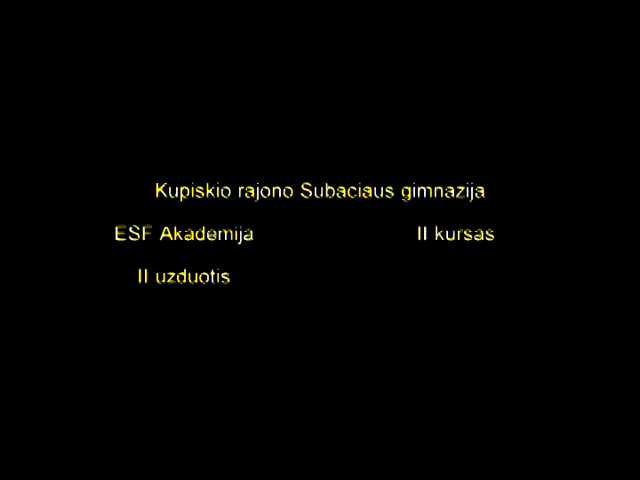 Kupiskio rajono Subaciaus gimnazija
ESF Akademija II kursas
II uzduotis